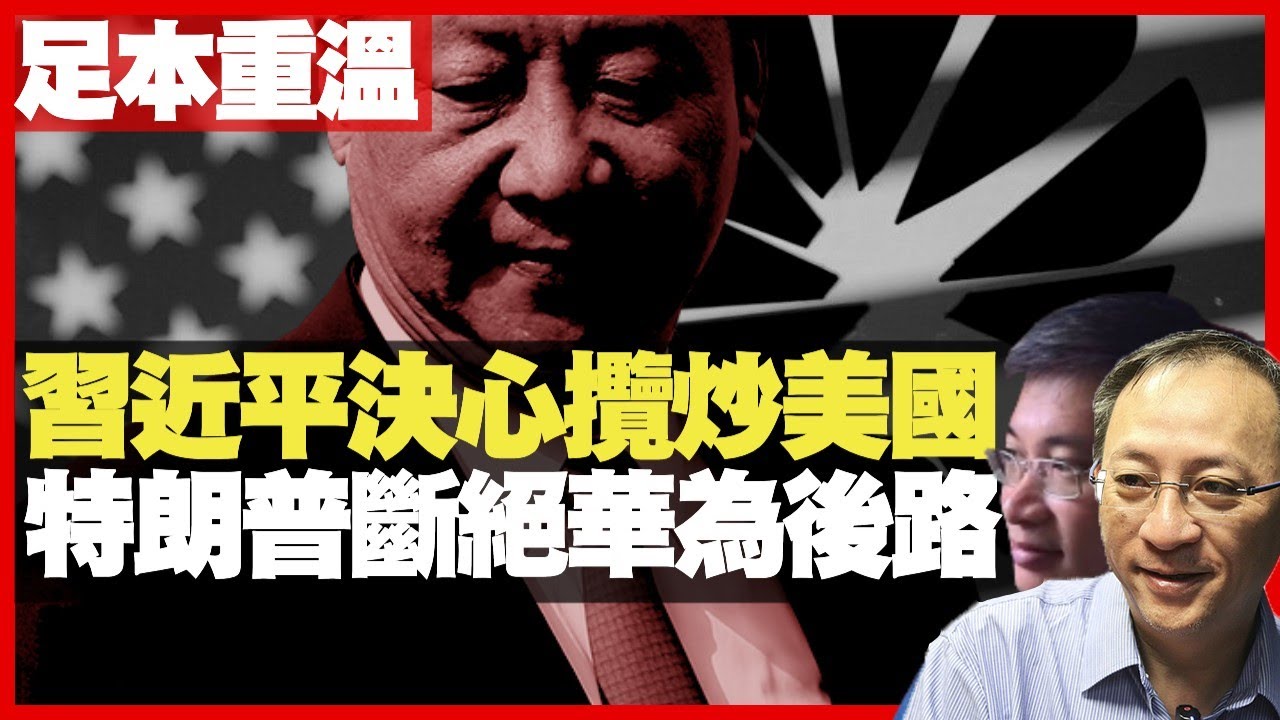 足本重溫
習近平決心攬炒美國
特朗普斷絕華為後路